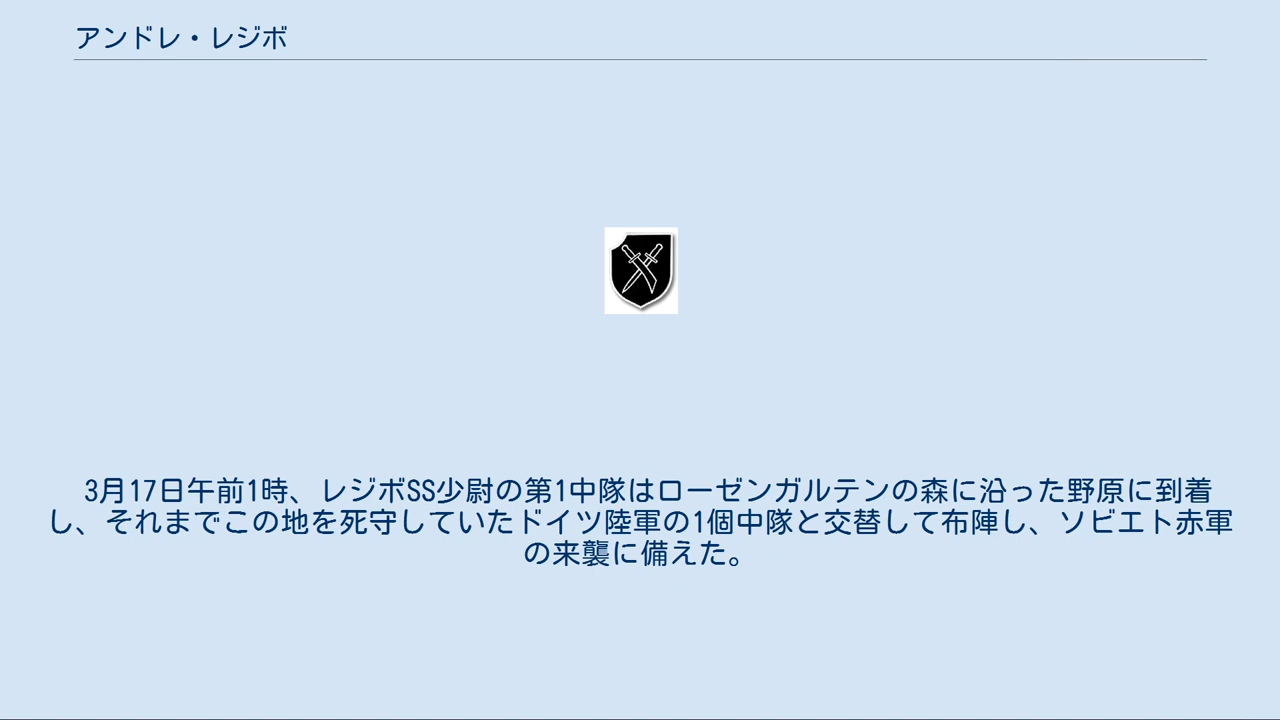 アンドレ・レジボ
3月17日午前1時、レジボSS少尉の第1中隊はローゼンガルテンの森に沿った野原に到着
し、それまでこの地を死守していたドイツ陸軍の1個中隊と交替して布陣し、ソビエト赤軍
の来襲に備えた。